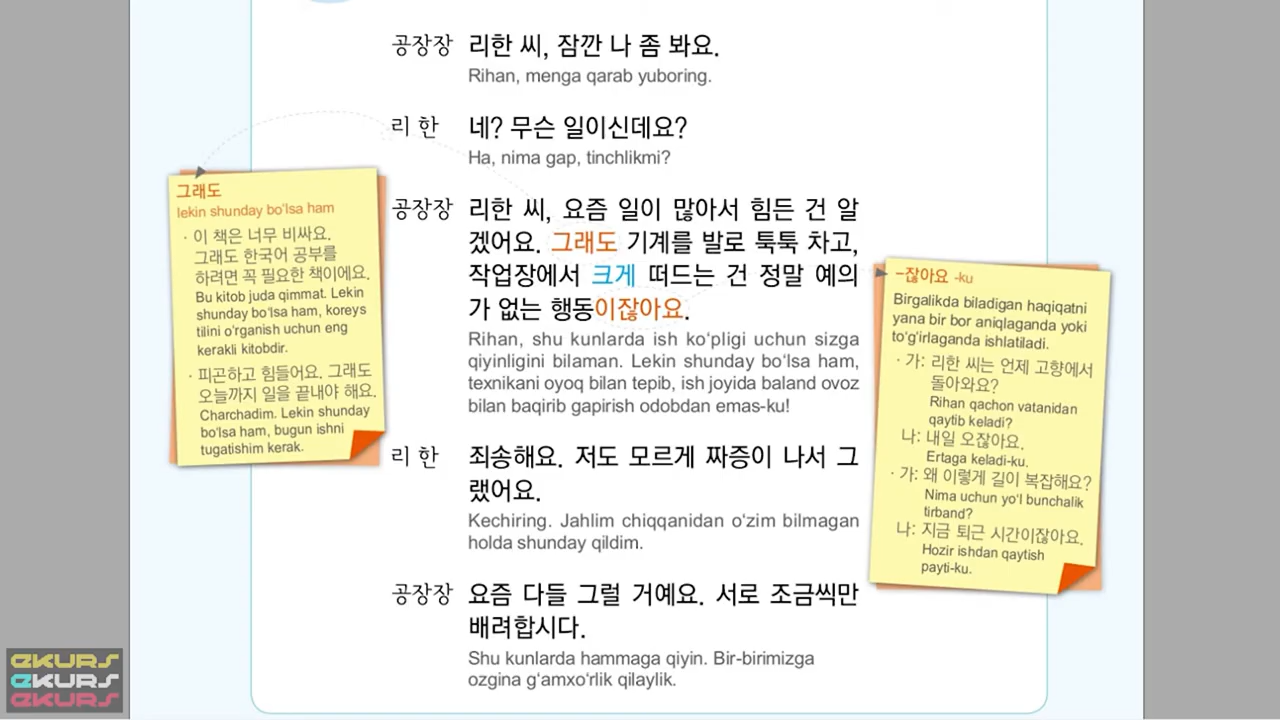 공장장 리한 씨, 잠깐 나 좀 봐요.
Rihan, menga qarab yuboring.
리 한 네? 무슨 일이신데요?
Ha, nima gap, tinchlikmi?
공장장 리한 씨, 요즘 일이 많아서 힘든 건 알
겠어요. 그래도 기계를 발로 툭툭 차고,
작업장에서 크게 떠드는 건 정말 예의
가 없는 행동이잖아요.
Rihan, shu kunlarda ish ko‘pligi uchun sizga
qiyinligini bilaman. Lekin shunday bo‘lsa ham,
texnikani oyoq bilan tepib, ish joyida baland ovoz
bilan baqirib gapirish odobdan emas-ku!
리 한 죄송해요. 저도 모르게 짜증이 나서 그
랬어요.
Kechiring. Jahlim chiqqanidan o‘zim bilmagan
holda shunday qildim.
공장장 요즘 다들 그럴 거예요. 서로 조금씩만
배려합시다.
Shu kunlarda hammaga qiyin. Bir-birimizga
ozgina g‘amxo‘rlik qilaylik.
그래도
lekin shunday bo‘lsa ham
· 이 책은 너무 비싸요.
그래도 한국어 공부를
하려면 꼭 필요한 책이에요.
Bu kitob juda qimmat. Lekin
shunday bo‘lsa ham, koreys
tilini o‘rganish uchun eng
kerakli kitobdir.
· 피곤하고 힘들어요. 그래도
오늘까지 일을 끝내야 해요.
Charchadim. Lekin shunday
bo‘lsa ham, bugun ishni
tugatishim kerak.
-잖아요 -ku
Birgalikda biladigan haqiqatni
yana bir bor aniqlaganda yoki
to‘g‘irlaganda ishlatiladi.
· 가: 리한 씨는 언제 고향에서
돌아와요?
Rihan qachon vatanidan
qaytib keladi?
나: 내일 오잖아요.
Ertaga keladi-ku.
· 가: 왜 이렇게 길이 복잡해요?
Nima uchun yo‘l bunchalik
tirband?
나: 지금 퇴근 시간이잖아요.
Hozir ishdan qaytish
payti-ku.
eKURS
eKURS
eKURS